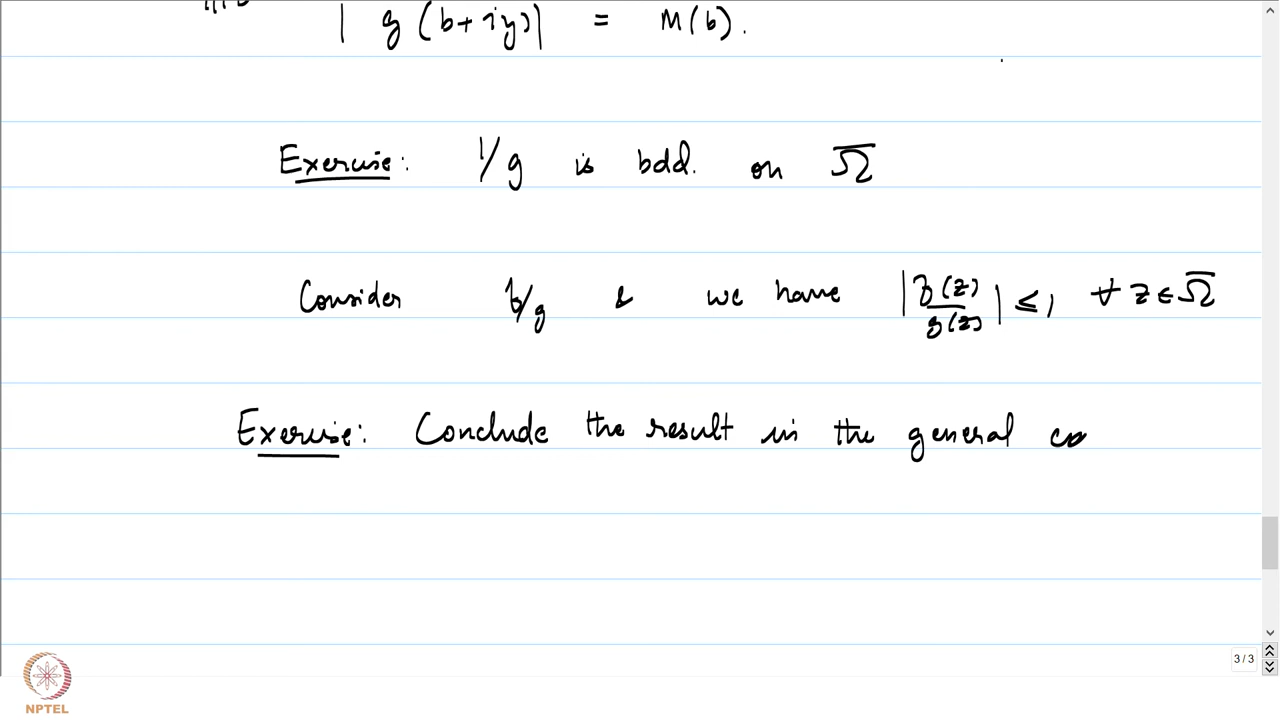 | g(b+iy)| = M(b).
Exercise: 1/g is bdd. on Ω̅
Consider f/g & we have |f(z)/g(z)| ≤ 1, ∀ z ∈ Ω̅
Exercise: Conclude the result in the general ca
3/3
NPTEL